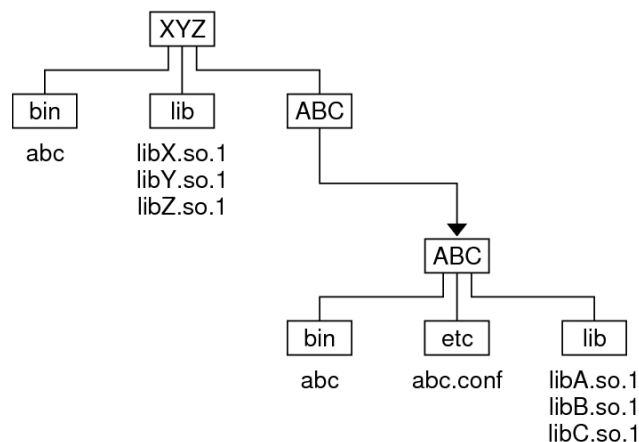 XYZ
bin
lib
ABC
abc
libX.so.1
libY.so.1
libZ.so.1
ABC
bin
etc
lib
abc
abc.conf
libA.so.1
libB.so.1
libC.so.1